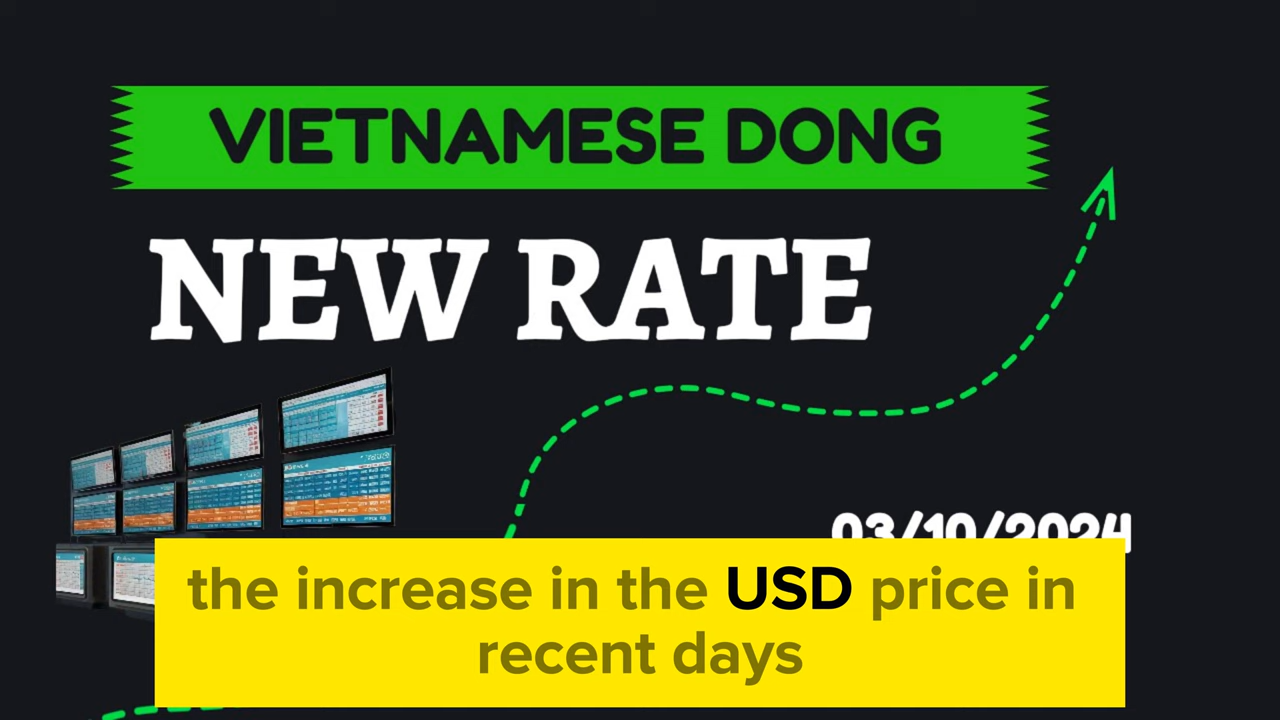 VIETNAMESE DONG
NEW RATE
03/10/2024
the increase in the USD price in
recent days